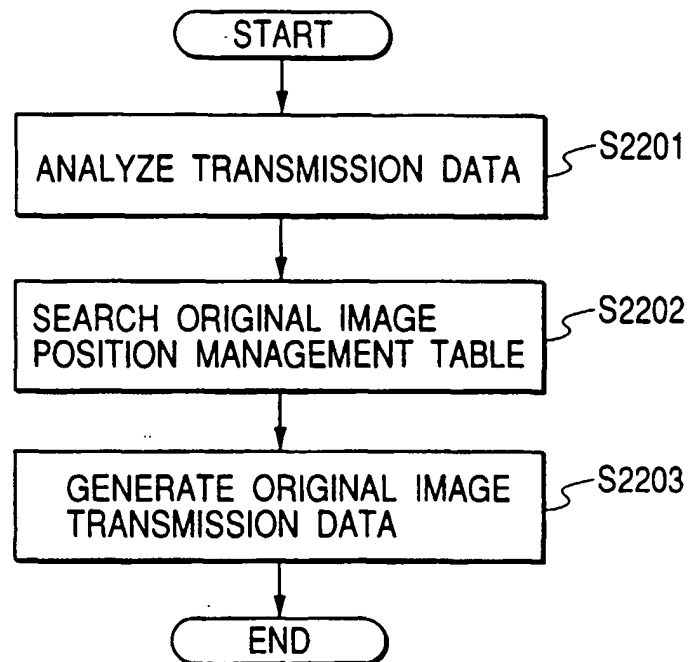 START
ANALYZE TRANSMISSION DATA
S2201
SEARCH ORIGINAL IMAGE
POSITION MANAGEMENT TABLE
S2202
GENERATE ORIGINAL IMAGE
TRANSMISSION DATA
S2203
END